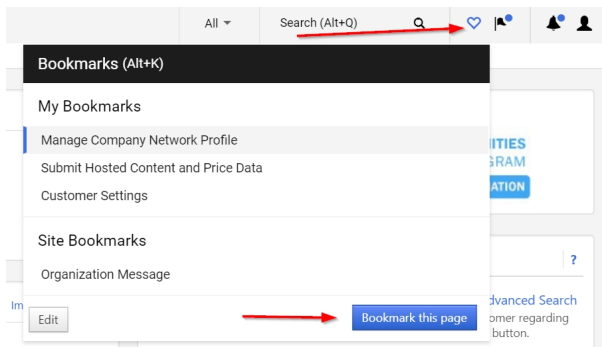 All
Search (Alt+Q)
Bookmarks (Alt+K)
My Bookmarks
Manage Company Network Profile
Submit Hosted Content and Price Data
Customer Settings
Site Bookmarks
Organization Message
Edit
Bookmark this page
ITIES
GRAM
ATION
?
dvanced Search
omer regarding
button.
Im